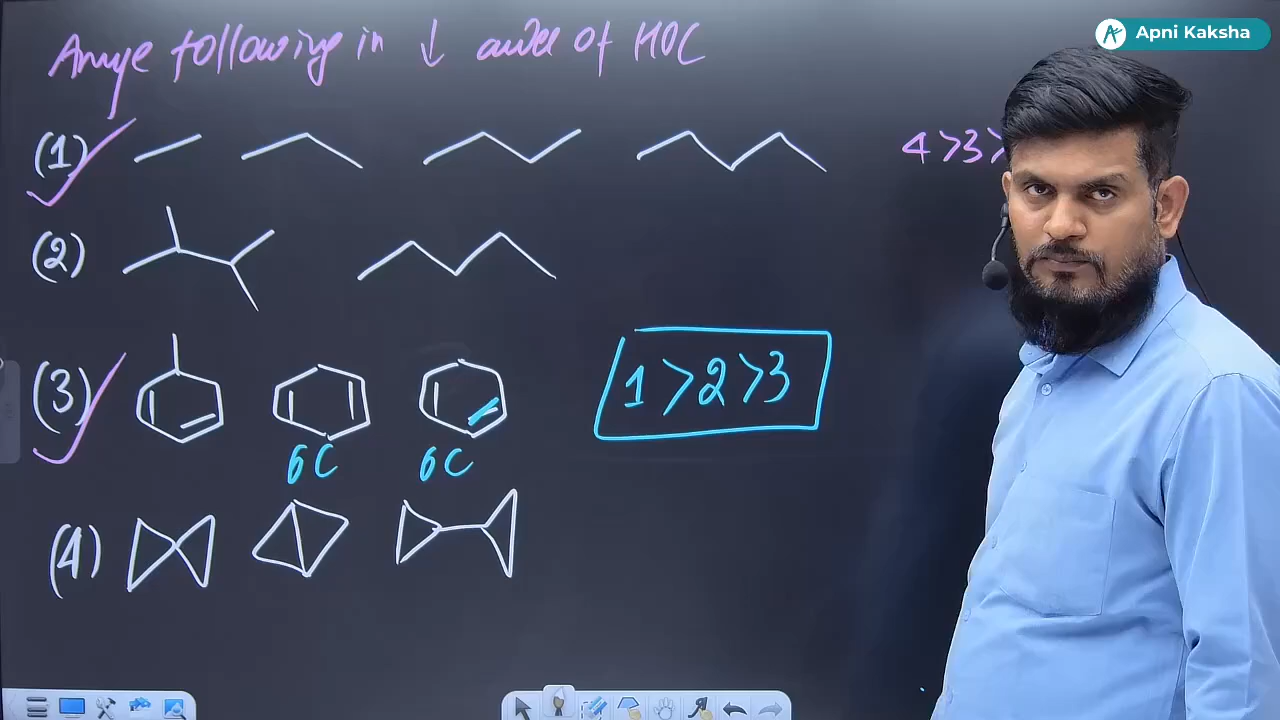 Apni Kaksha
Arrange following in ↓ order of HOC
(1) 4>3>
(2)
(3) 1>2>3
6C 6C
(4)